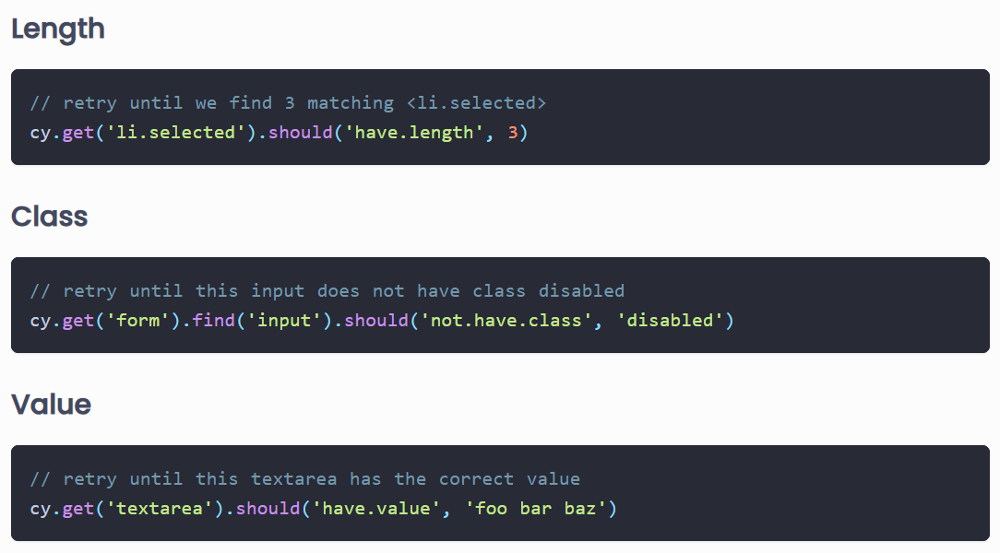 Length
// retry until we find 3 matching <li.selected>
cy.get('li.selected').should('have.length', 3)
Class
// retry until this input does not have class disabled
cy.get('form').find('input').should('not.have.class', 'disabled')
Value
// retry until this textarea has the correct value
cy.get('textarea').should('have.value', 'foo bar baz')